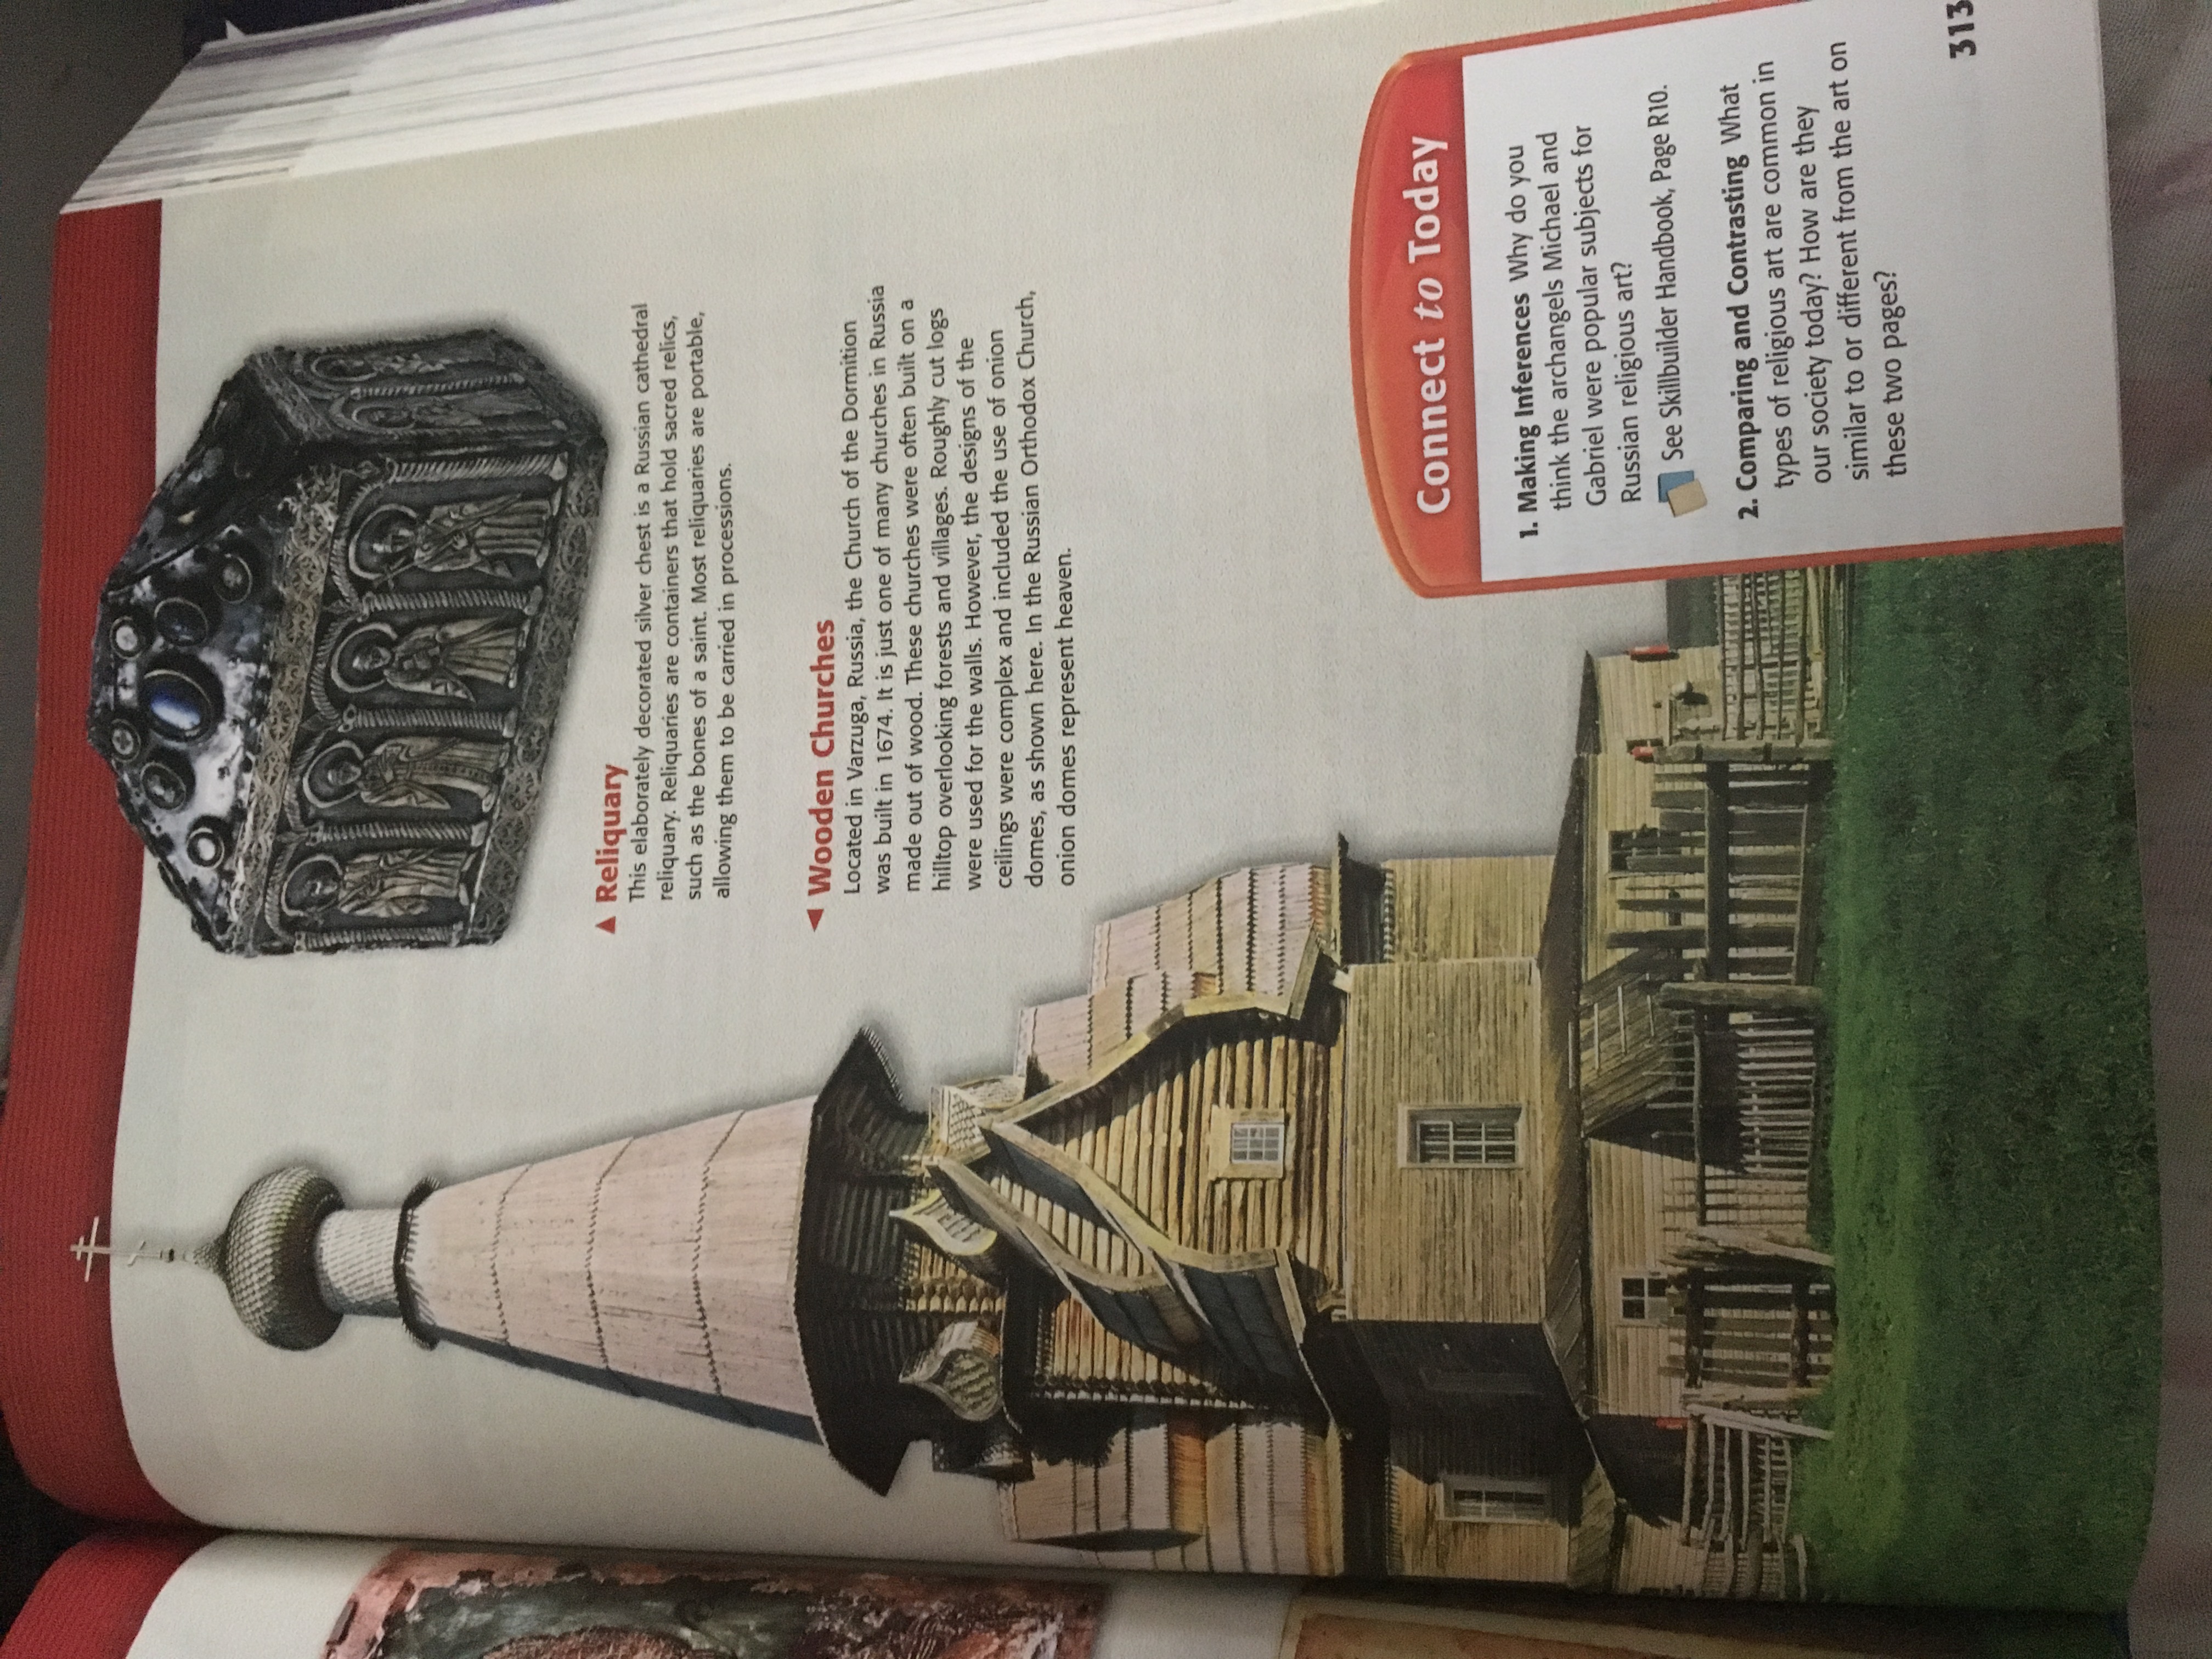 Reliquary
This elaborately decorated silver chest is a Russian cathedral
reliquary. Reliquaries are containers that hold sacred relics,
such as the bones of a saint. Most reliquaries are portable,
allowing them to be carried in processions.
Wooden Churches
Located in Varzuga, Russia, the Church of the Dormition
was built in 1674. It is just one of many churches in Russia
made out of wood. These churches were often built on a
hilltop overlooking forests and villages. Roughly cut logs
were used for the walls. However, the designs of the
ceilings were complex and included the use of onion
domes, as shown here. In the Russian Orthodox Church,
onion domes represent heaven.
Connect to Today
1. Making Inferences Why do you
think the archangels Michael and
Gabriel were popular subjects for
Russian religious art?
See Skillbuilder Handbook, Page R10.
2. Comparing and Contrasting What
types of religious art are common in
our society today? How are they
similar to or different from the art on
these two pages?
313